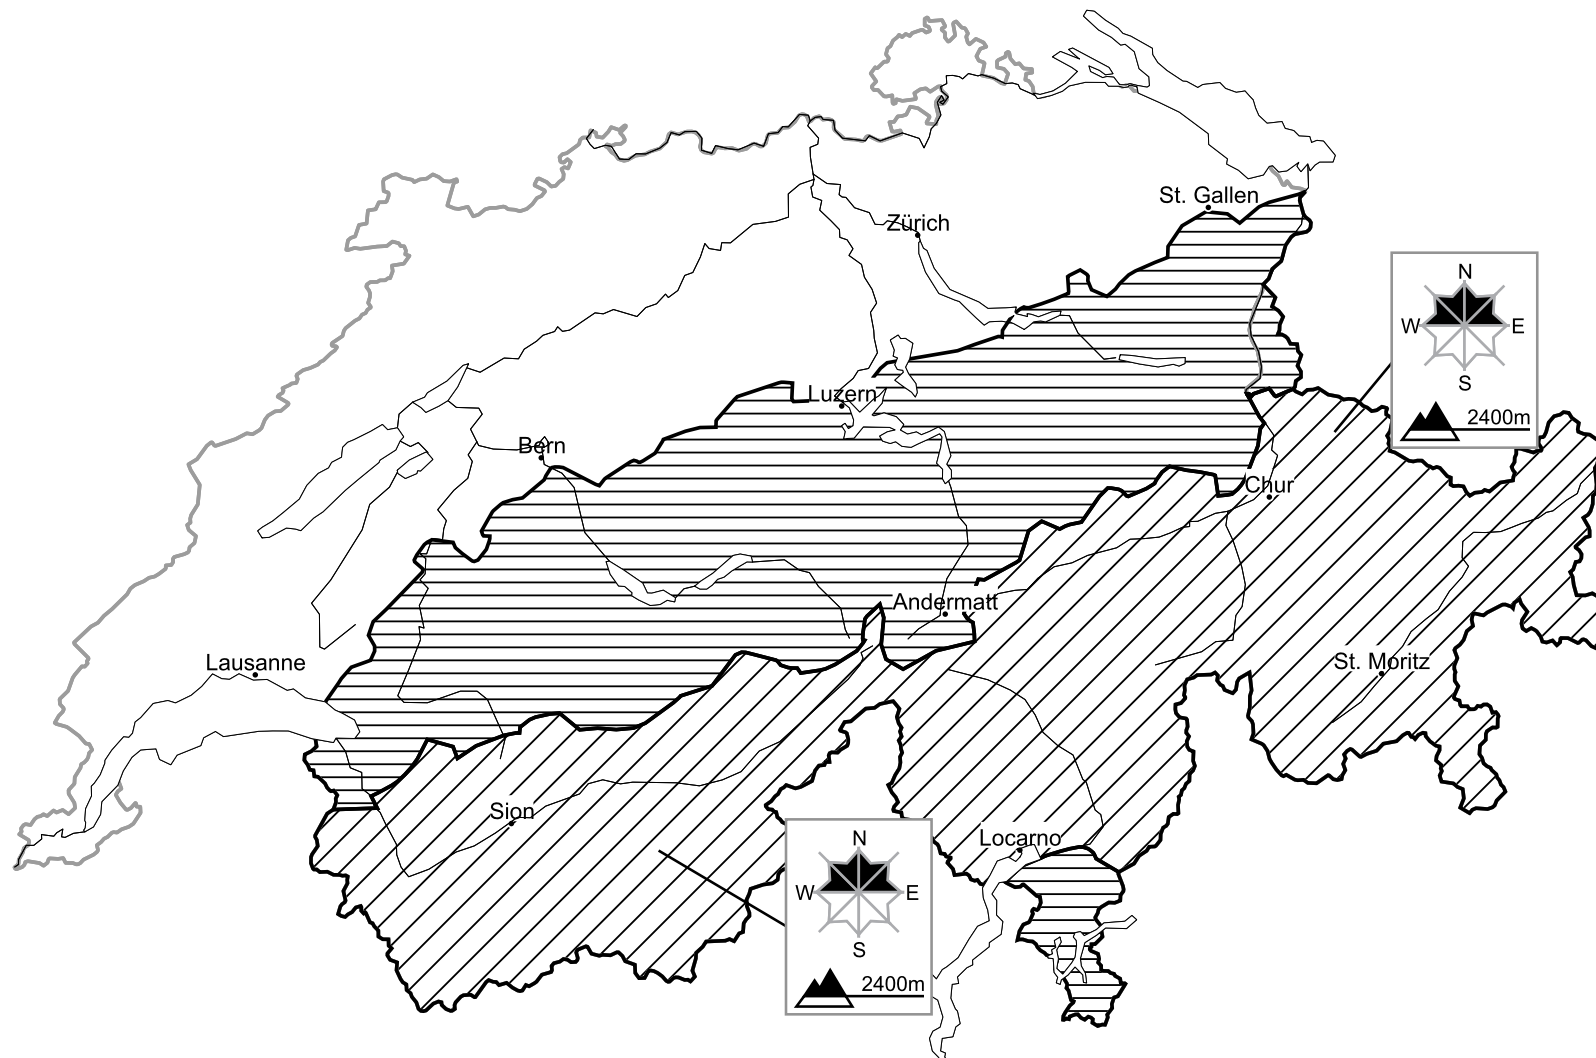 St. Gallen
Zürich
N
W E
S
2400m
Luzern
Bern
Chur
Andermatt
Lausanne
St. Moritz
Sion
Locarno
N
W E
S
2400m